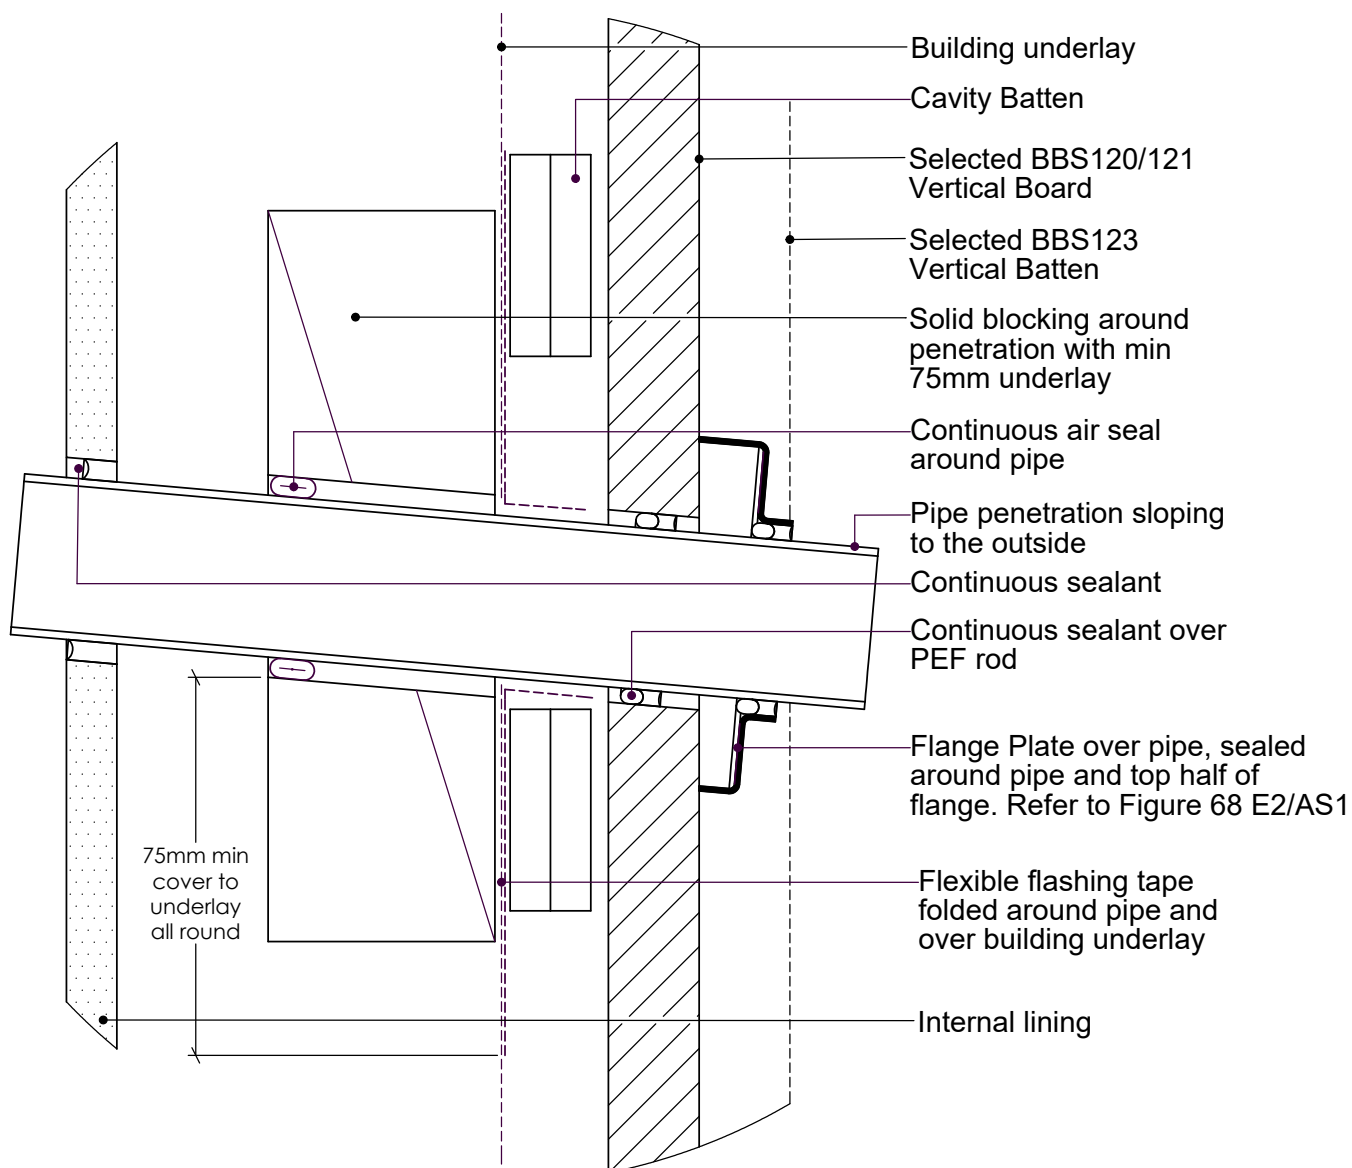 Building underlay
Cavity Batten
Selected BBS120/121
Vertical Board
Selected BBS123
Vertical Batten
Solid blocking around
penetration with min
75mm underlay
Continuous air seal
around pipe
Pipe penetration sloping
to the outside
Continuous sealant
Continuous sealant over
PEF rod
Flange Plate over pipe, sealed
around pipe and top half of
flange. Refer to Figure 68 E2/AS1
75mm min
cover to
underlay
all round
Flexible flashing tape
folded around pipe and
over building underlay
Internal lining